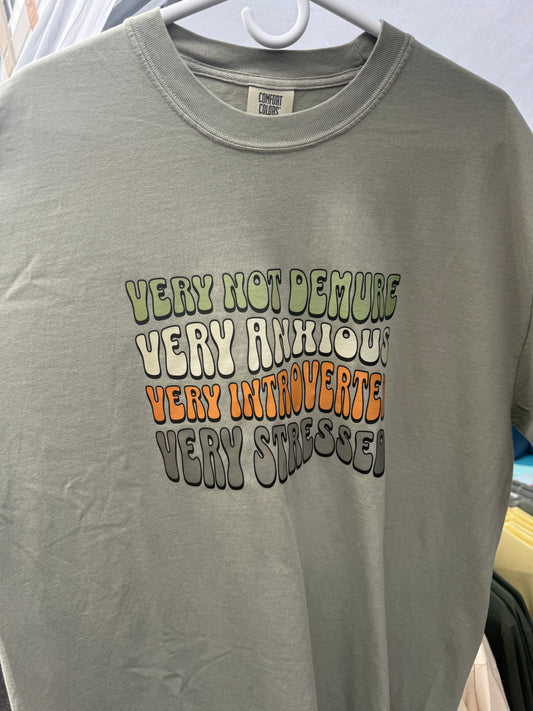 COMFORT
COLORS
VERY NOT DEMURE
VERY ANXIOUS
VERY INTROVERTED
VERY STRESSED